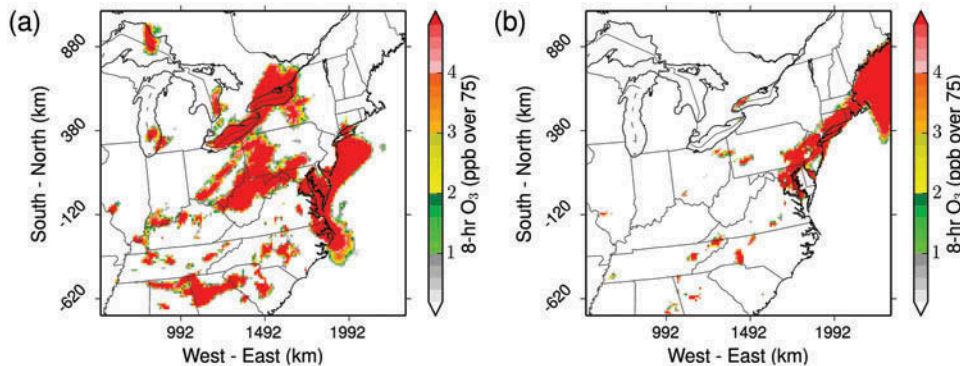 (a)
880
380
-120
-620
South - North (km)
992 1492 1992
West - East (km)
4
3
2
1
8-hr O₃ (ppb over 75)
(b)
880
380
-120
-620
South - North (km)
992 1492 1992
West - East (km)
4
3
2
1
8-hr O₃ (ppb over 75)